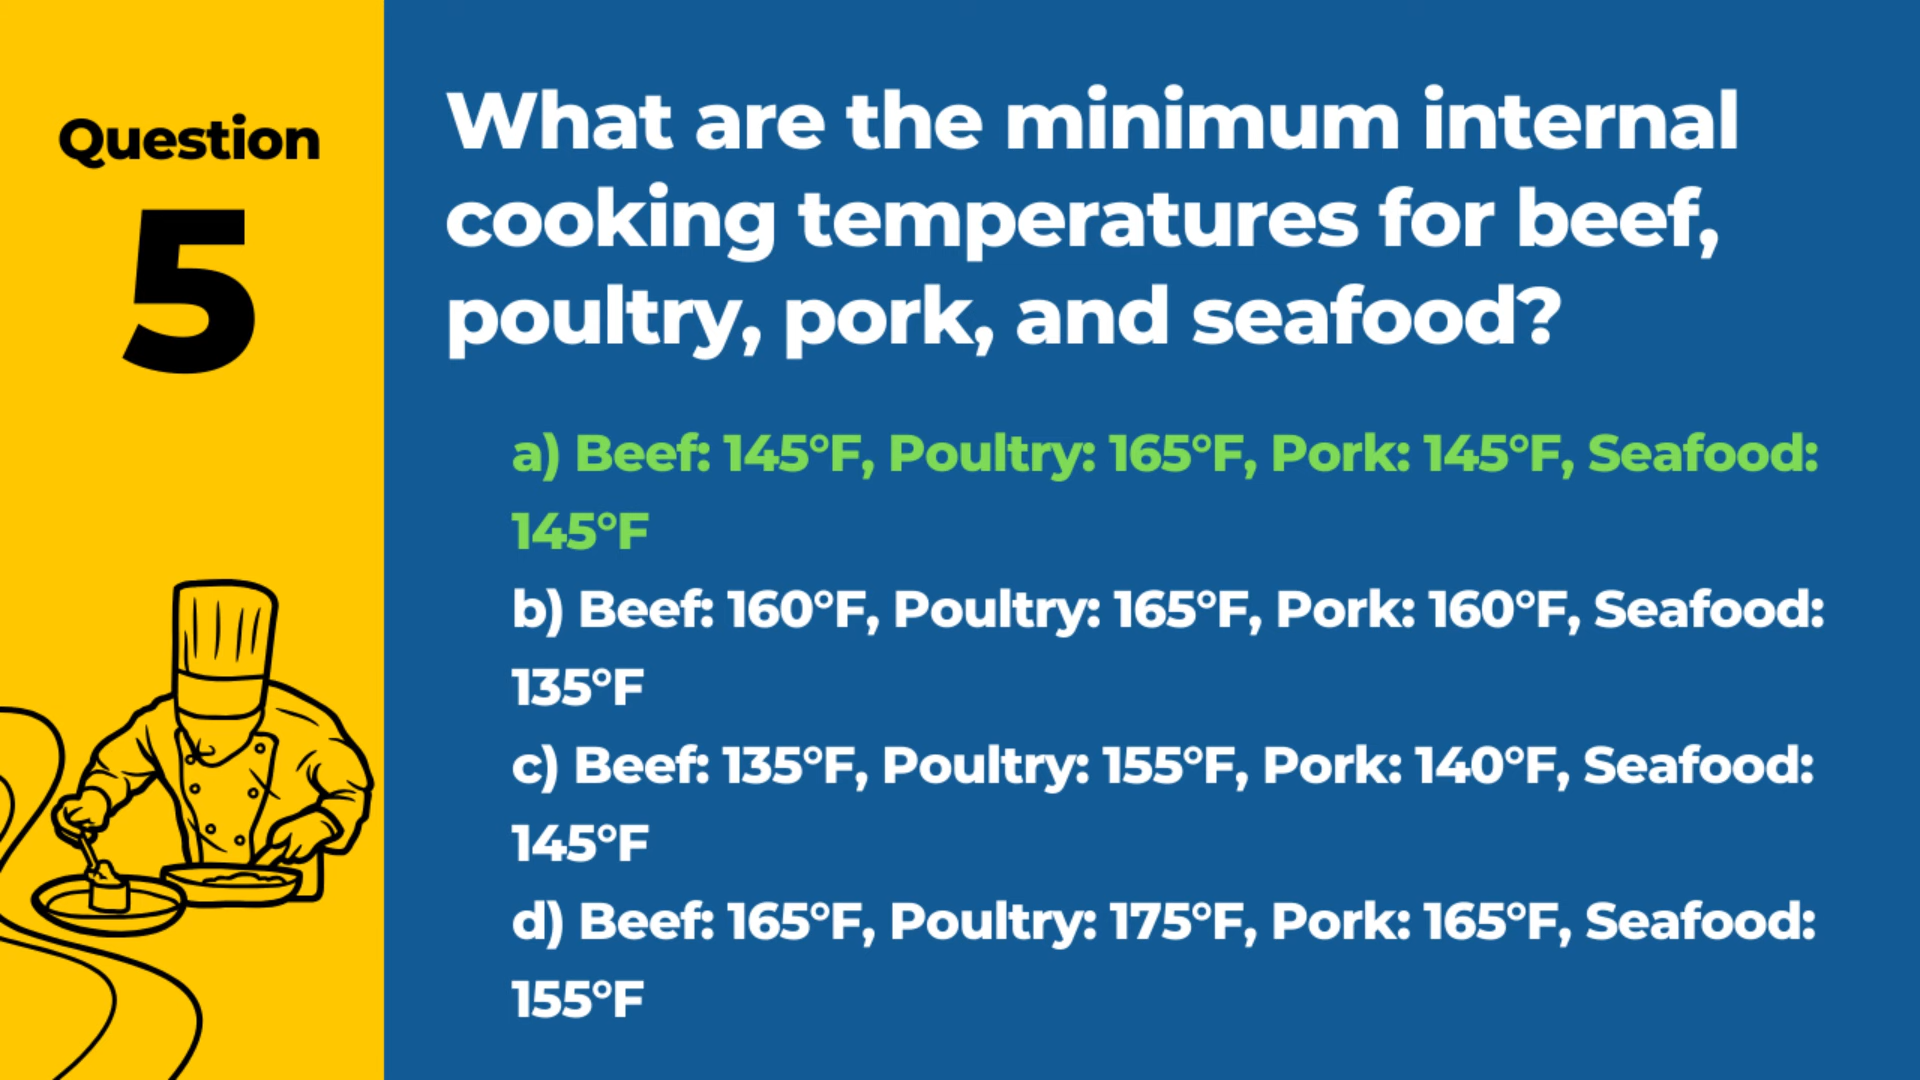 Question
5
What are the minimum internal
cooking temperatures for beef,
poultry, pork, and seafood?
a) Beef: 145°F, Poultry: 165°F, Pork: 145°F, Seafood:
145°F
b) Beef: 160°F, Poultry: 165°F, Pork: 160°F, Seafood:
135°F
c) Beef: 135°F, Poultry: 155°F, Pork: 140°F, Seafood:
145°F
d) Beef: 165°F, Poultry: 175°F, Pork: 165°F, Seafood:
155°F